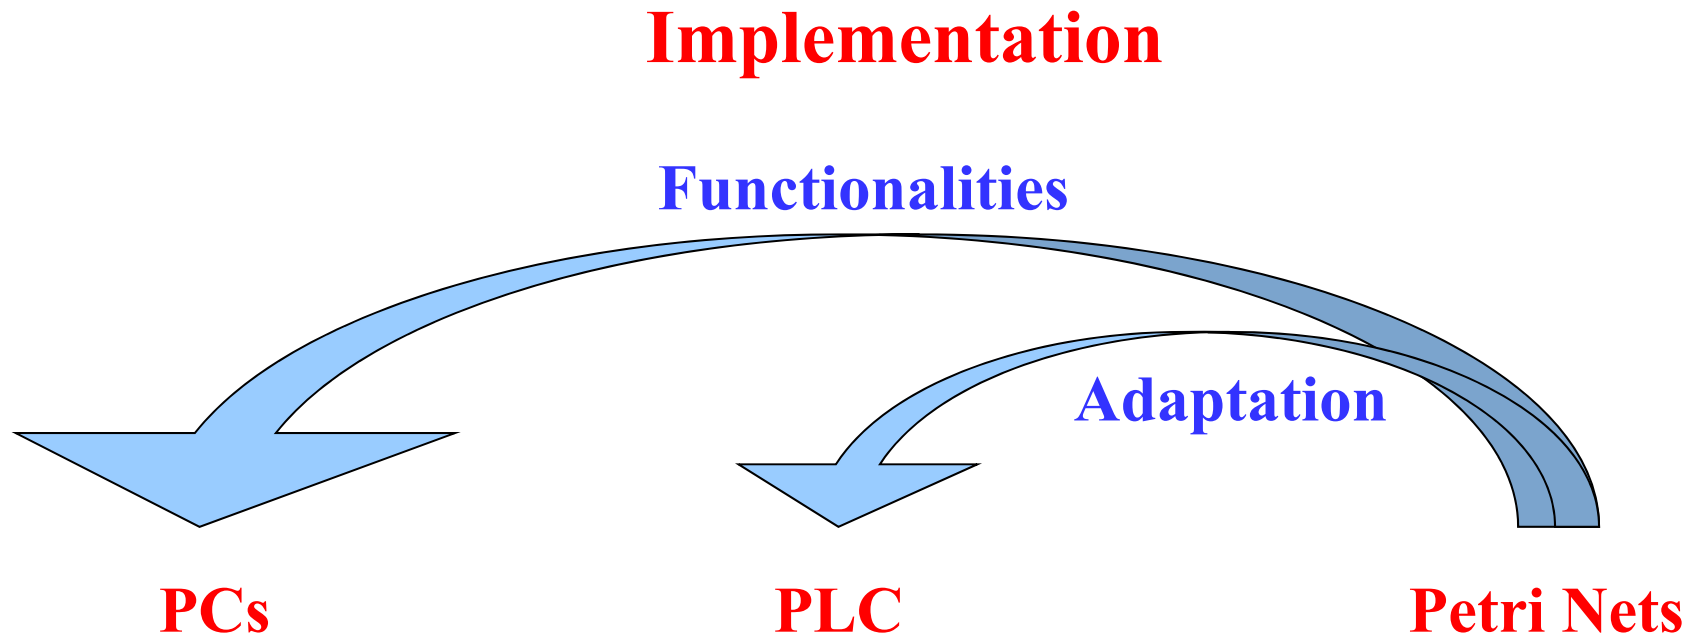 Implementation
Functionalities
Adaptation
PCs PLC Petri Nets